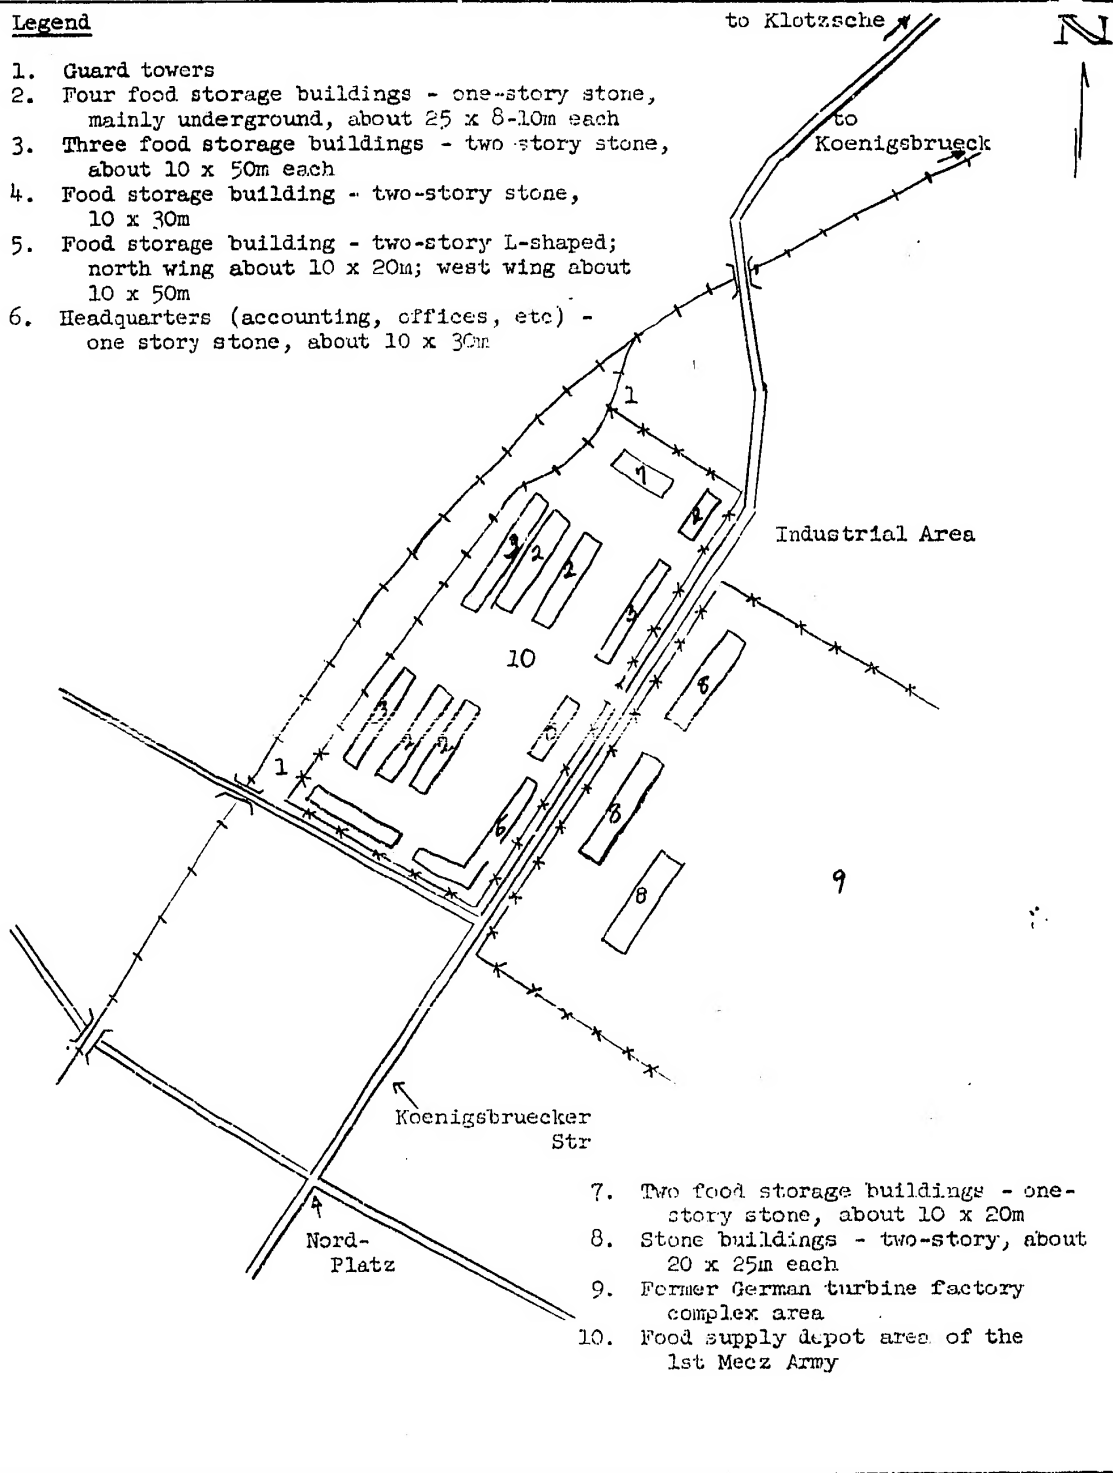 Legend
to Klotzsche
N
1. Guard towers
2. Four food storage buildings - one-story stone,
mainly underground, about 25 x 8-10m each
3. Three food storage buildings - two story stone,
about 10 x 50m each
4. Food storage building - two-story stone,
10 x 30m
5. Food storage building - two-story L-shaped;
north wing about 10 x 20m; west wing about
10 x 50m
6. Headquarters (accounting, offices, etc) -
one story stone, about 10 x 30m
to
Koenigsbrueck
1
7
2
Industrial Area
3
2
2
3
10
8
3
2
2
1
6
8
8
9
Koenigsbruecker
Str
Nord-
Platz
7. Two food storage buildings - one-
story stone, about 10 x 20m
8. Stone buildings - two-story, about
20 x 25m each
9. Former German turbine factory
complex area
10. Food supply depot area of the
1st Mecz Army